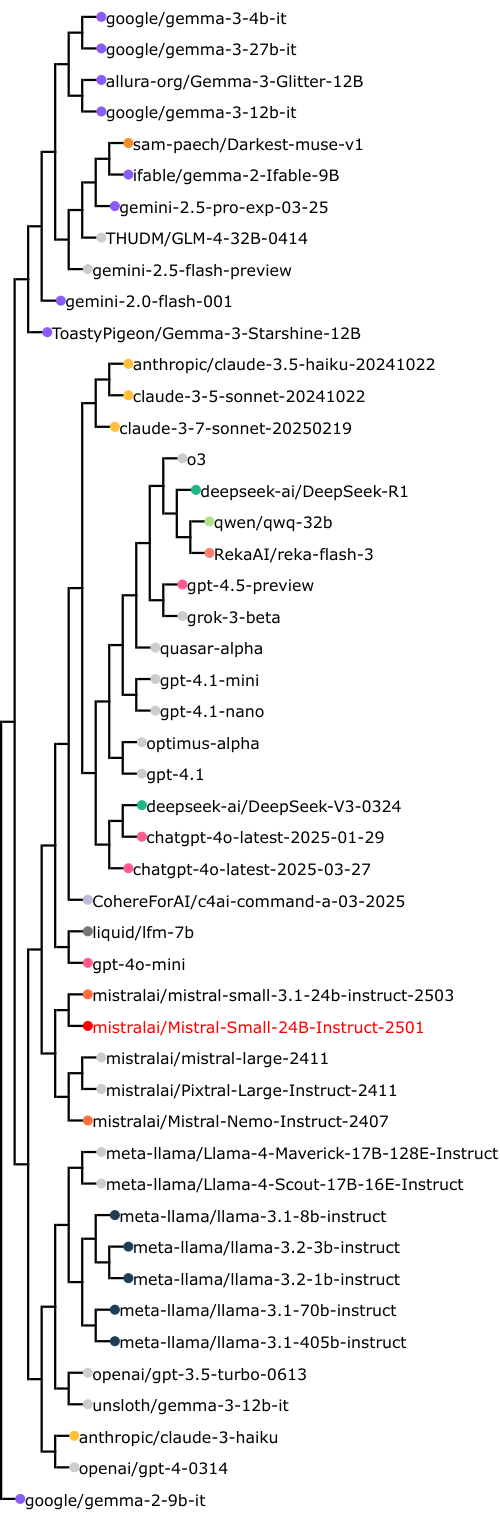 google/gemma-3-4b-it
google/gemma-3-27b-it
allura-org/Gemma-3-Glitter-12B
google/gemma-3-12b-it
sam-paech/Darkest-muse-v1
ifable/gemma-2-Ifable-9B
gemini-2.5-pro-exp-03-25
THUDM/GLM-4-32B-0414
gemini-2.5-flash-preview
gemini-2.0-flash-001
ToastyPigeon/Gemma-3-Starshine-12B
anthropic/claude-3.5-haiku-20241022
claude-3-5-sonnet-20241022
claude-3-7-sonnet-20250219
o3
deepseek-ai/DeepSeek-R1
qwen/qwq-32b
RekaAI/reka-flash-3
gpt-4.5-preview
grok-3-beta
quasar-alpha
gpt-4.1-mini
gpt-4.1-nano
optimus-alpha
gpt-4.1
deepseek-ai/DeepSeek-V3-0324
chatgpt-4o-latest-2025-01-29
chatgpt-4o-latest-2025-03-27
CohereForAI/c4ai-command-a-03-2025
liquid/lfm-7b
gpt-4o-mini
mistralai/mistral-small-3.1-24b-instruct-2503
mistralai/Mistral-Small-24B-Instruct-2501
mistralai/mistral-large-2411
mistralai/Pixtral-Large-Instruct-2411
mistralai/Mistral-Nemo-Instruct-2407
meta-llama/Llama-4-Maverick-17B-128E-Instruct
meta-llama/Llama-4-Scout-17B-16E-Instruct
meta-llama/llama-3.1-8b-instruct
meta-llama/llama-3.2-3b-instruct
meta-llama/llama-3.2-1b-instruct
meta-llama/llama-3.1-70b-instruct
meta-llama/llama-3.1-405b-instruct
openai/gpt-3.5-turbo-0613
unsloth/gemma-3-12b-it
anthropic/claude-3-haiku
openai/gpt-4-0314
google/gemma-2-9b-it